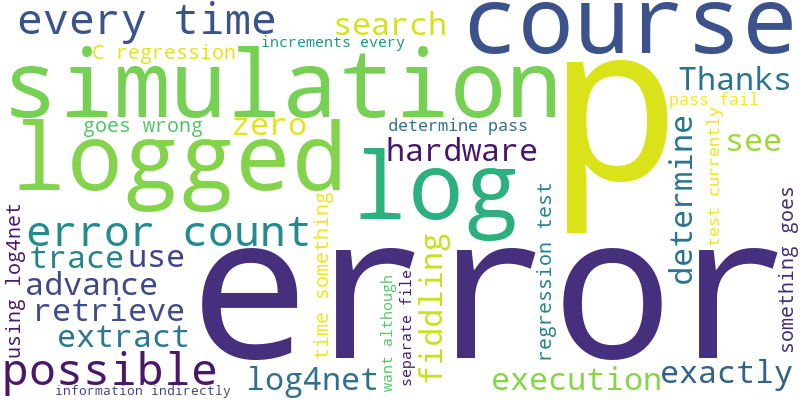 every time
search
course
C regression
increments every
simulation
p
Thanks
pass fail
goes wrong
zero
determine pass
logged
hardware
see
log
determine
test currently
error count
trace
use
advance
retrieve
extract
using log4net
time something
want although
separate file
fiddling
regression test
something goes
error
possible
log4net
execution
exactly
information indirectly